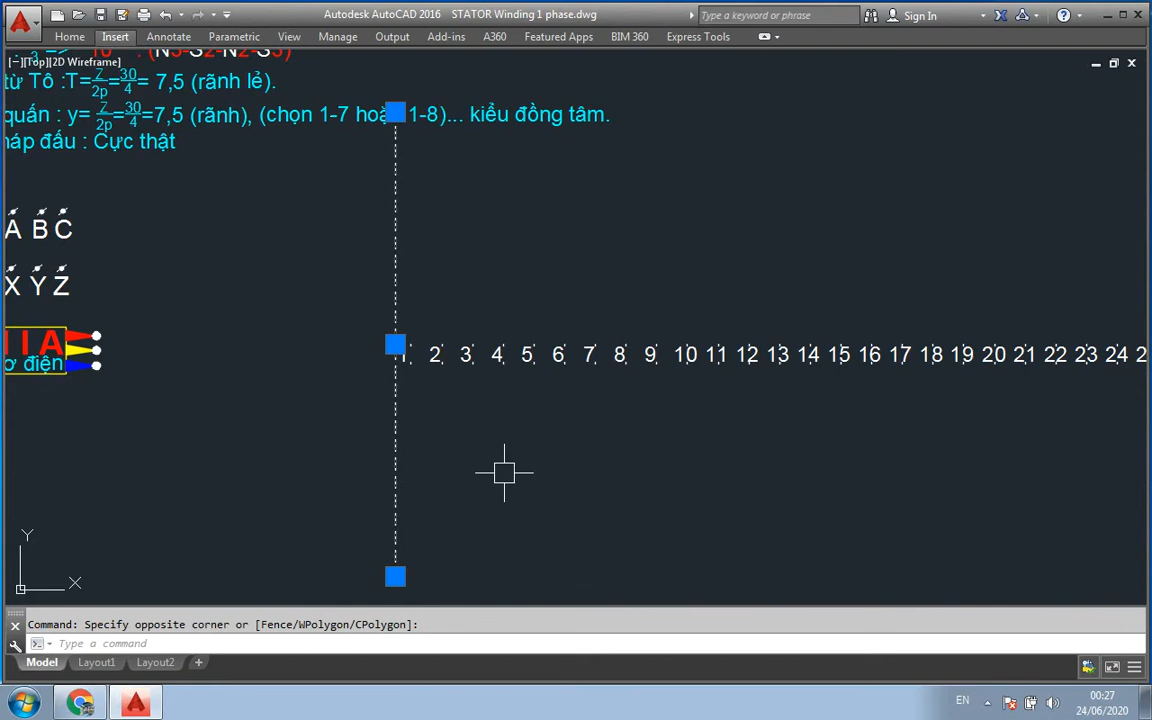 Autodesk AutoCAD 2016 STATOR Winding 1 phase.dwg
Type a keyword or phrase
Sign In
Home Insert Annotate Parametric View Manage Output Add-ins A360 Featured Apps BIM 360 Express Tools
[−][Top][2D Wireframe]
từ Tô :T= Z/2p = 30/4 = 7,5 (rãnh lẻ).
quấn : y= Z/2p = 30/4 =7,5 (rãnh), (chọn 1-7 hoặ 1-8)... kiểu đồng tâm.
háp đấu : Cực thật
A B C
X Y Z
I I A
ơ điện
1 2 3 4 5 6 7 8 9 10 11 12 13 14 15 16 17 18 19 20 21 22 23 24 2
Y
X
Command: Specify opposite corner or [Fence/WPolygon/CPolygon]:
Type a command
Model Layout1 Layout2 +
EN
00:27
24/06/2020